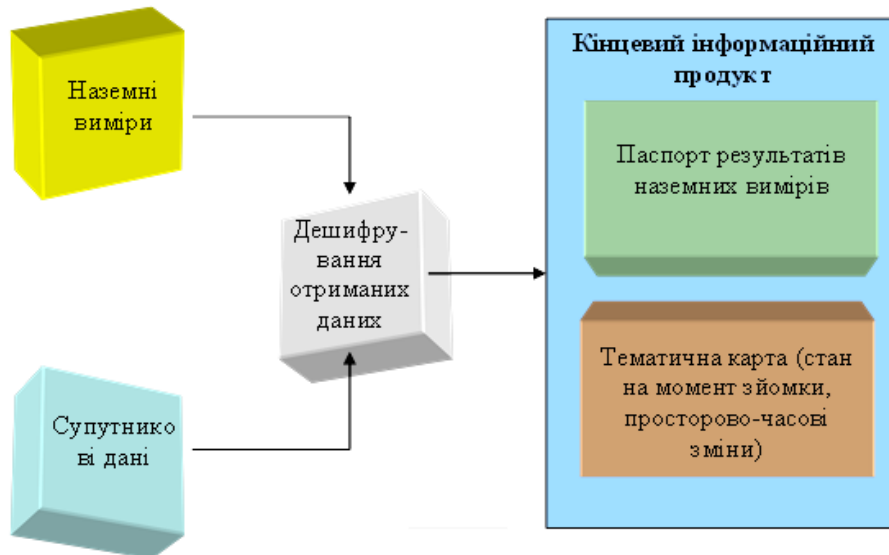 Наземні
виміри
Супутнико
ві дані
Дешифру-
вання
отриманих
даних
Кінцевий інформаційний
продукт
Паспорт результатів
наземних вимірів
Тематична карта (стан
на момент зйомки,
просторово-часові
зміни)